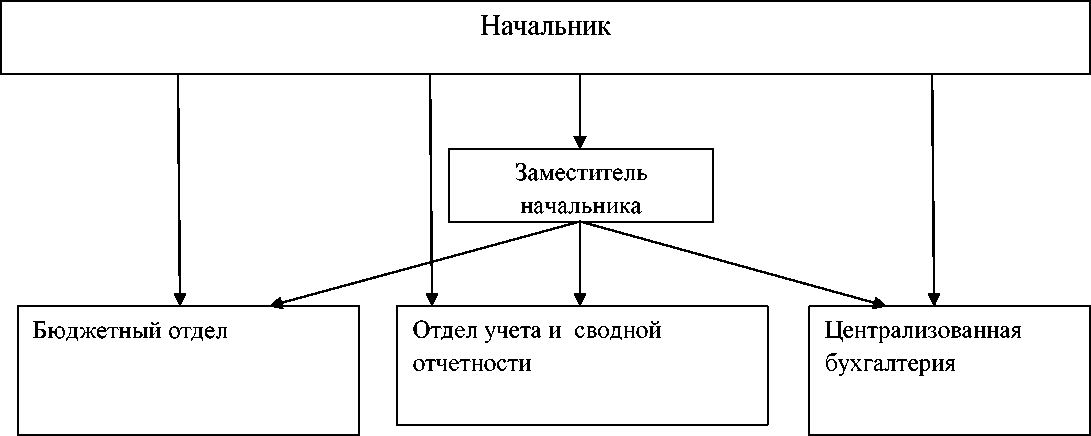 Начальник
Заместитель
начальника
Бюджетный отдел
Отдел учета и сводной
отчетности
Централизованная
бухгалтерия